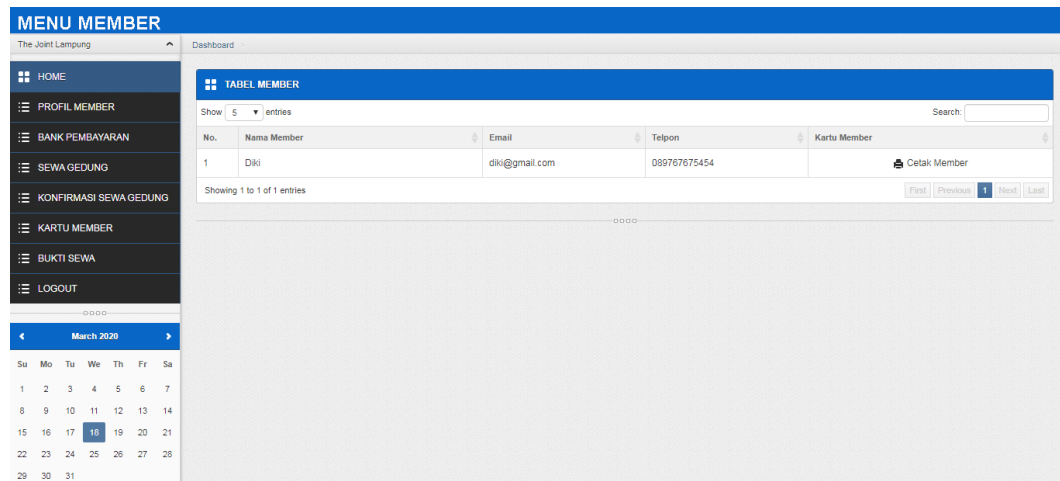 MENU MEMBER
The Joint Lampung
Dashboard
HOME
PROFIL MEMBER
BANK PEMBAYARAN
SEWA GEDUNG
KONFIRMASI SEWA GEDUNG
KARTU MEMBER
BUKTI SEWA
LOGOUT
March 2020
Su Mo Tu We Th Fr Sa
1 2 3 4 5 6 7
8 9 10 11 12 13 14
15 16 17 18 19 20 21
22 23 24 25 26 27 28
29 30 31
TABEL MEMBER
Show 5 entries Search:
No. Nama Member Email Telpon Kartu Member
1 Diki diki@gmail.com 089767675454 Cetak Member
Showing 1 to 1 of 1 entries First Previous 1 Next Last